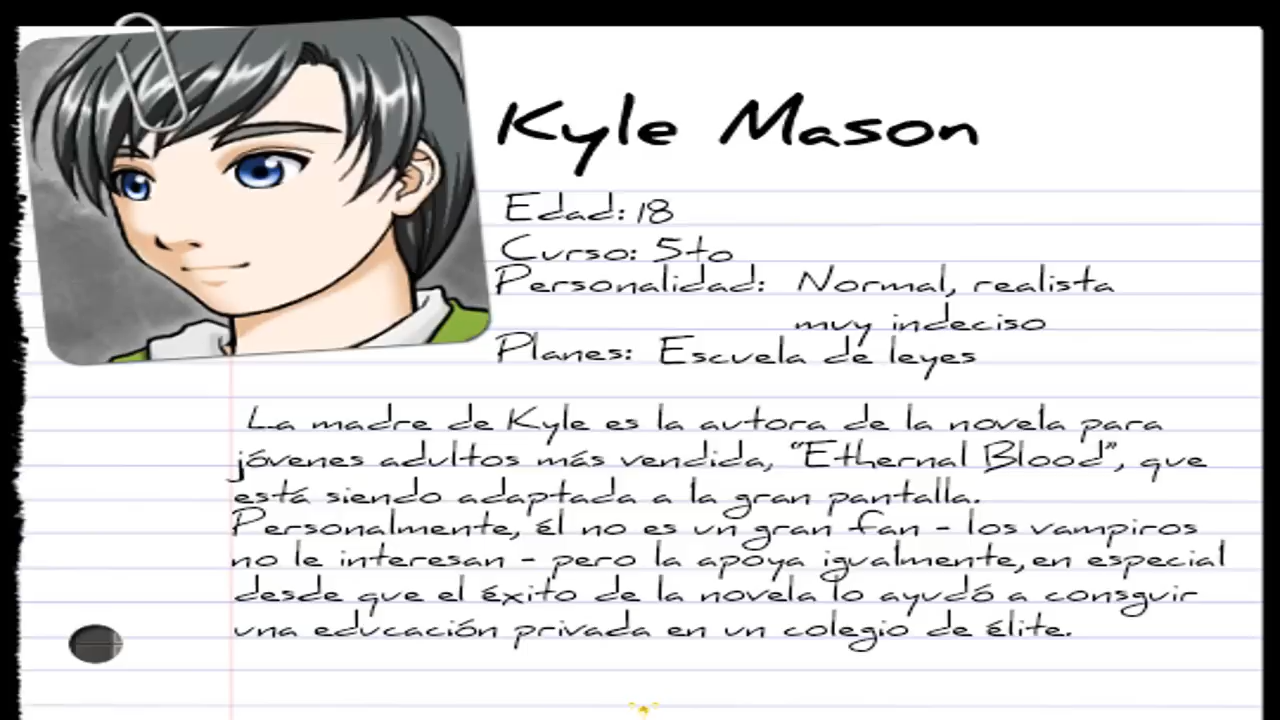 Kyle Mason
Edad: 18
Curso: 5to
Personalidad: Normal, realista
muy indeciso
Planes: Escuela de leyes
La madre de Kyle es la autora de la novela para
jóvenes adultos más vendida, "Ethernal Blood", que
está siendo adaptada a la gran pantalla.
Personalmente, él no es un gran fan - los vampiros
no le interesan - pero la apoya igualmente, en especial
desde que el éxito de la novela lo ayudó a consguir
una educación privada en un colegio de élite.